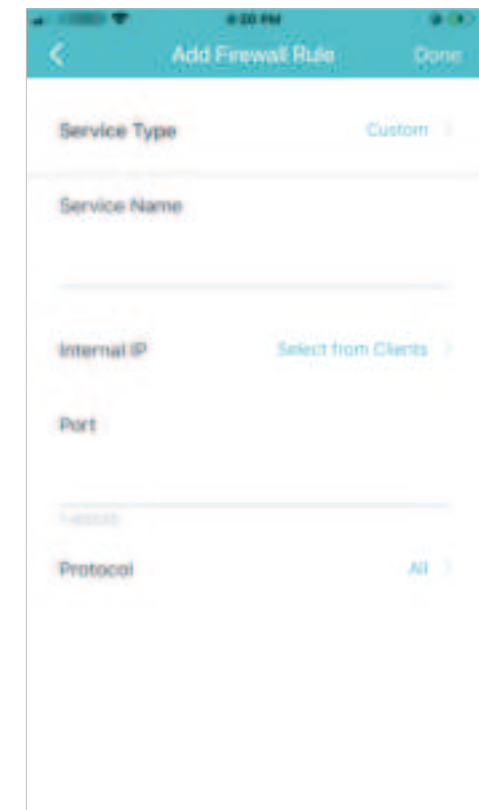 Add Firewall Rule Done
Service Type Custom
Service Name
Internal IP Select from Clients
Port
Protocol All